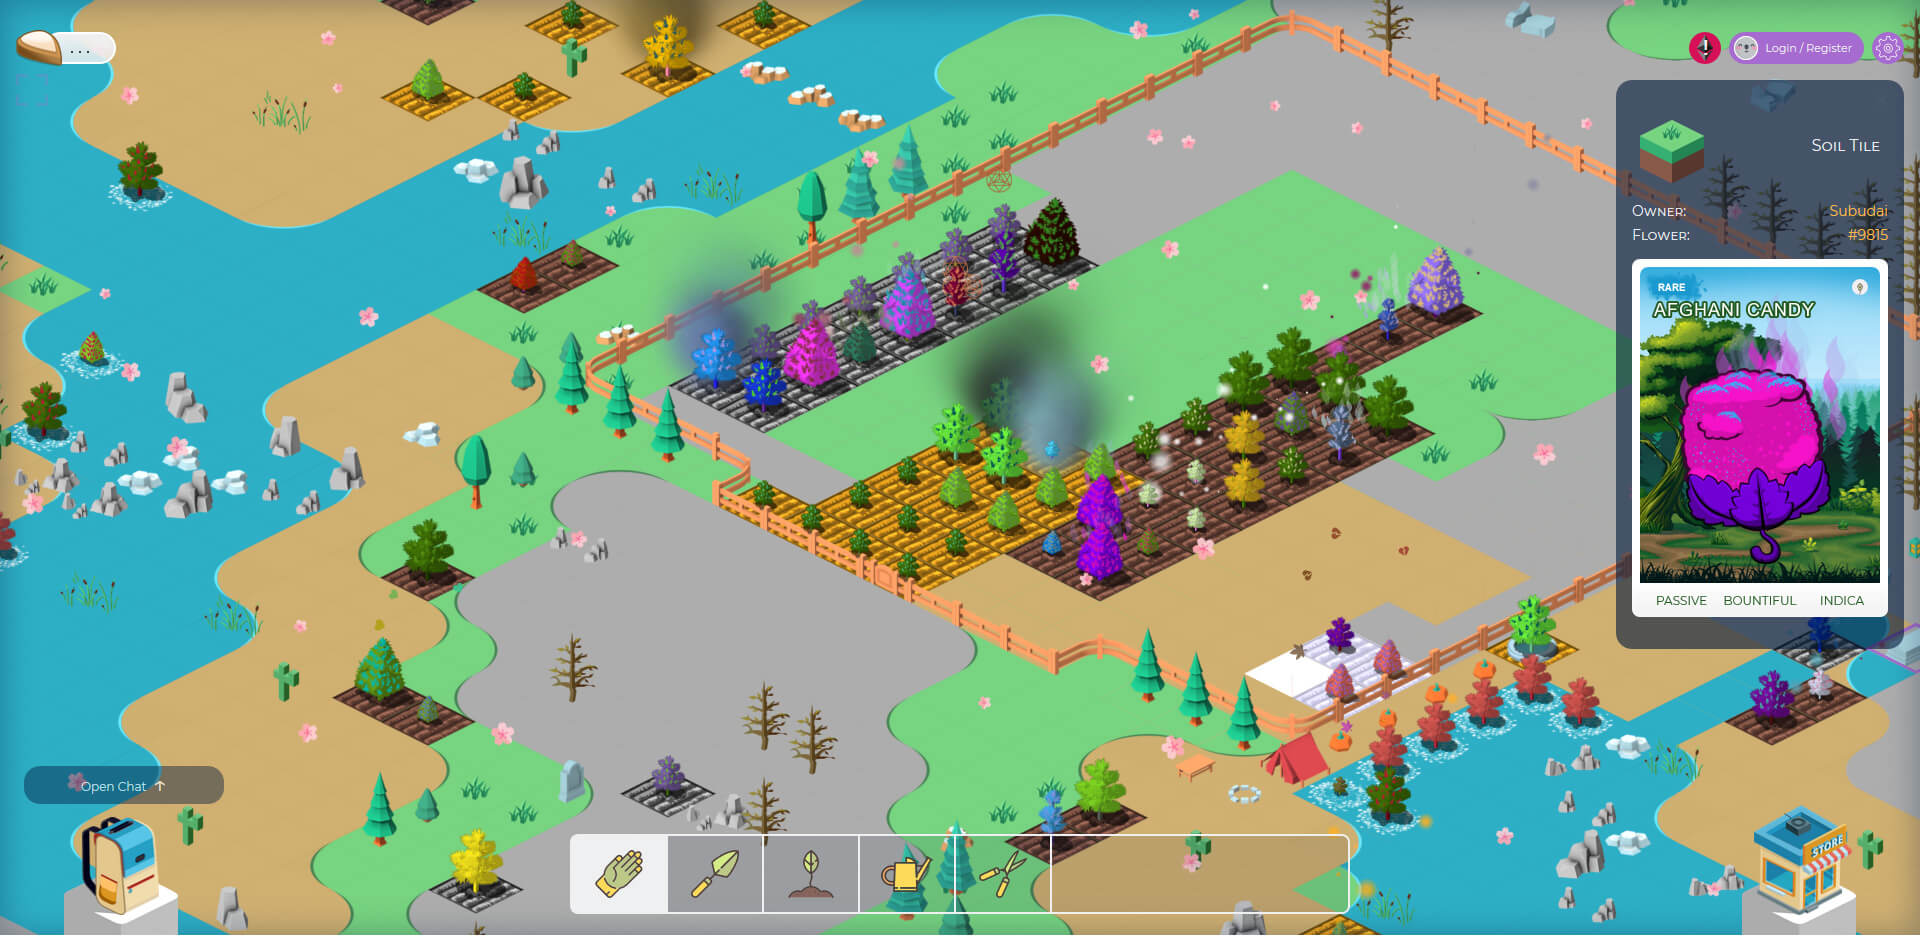 ...
Login / Register
Soil Tile
Owner: Subudai
Flower: #9815
RARE
AFGHANI CANDY
PASSIVE BOUNTIFUL INDICA
Open Chat ↑
STORE